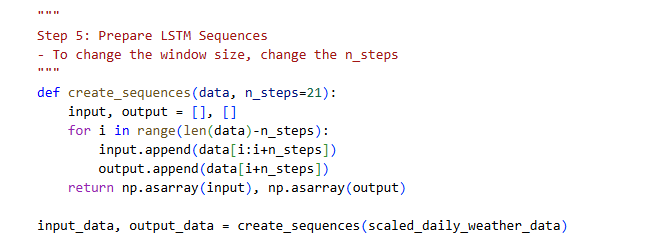 """
Step 5: Prepare LSTM Sequences
- To change the window size, change the n_steps
"""
def create_sequences(data, n_steps=21):
    input, output = [], []
    for i in range(len(data)-n_steps):
        input.append(data[i:i+n_steps])
        output.append(data[i+n_steps])
    return np.asarray(input), np.asarray(output)

input_data, output_data = create_sequences(scaled_daily_weather_data)